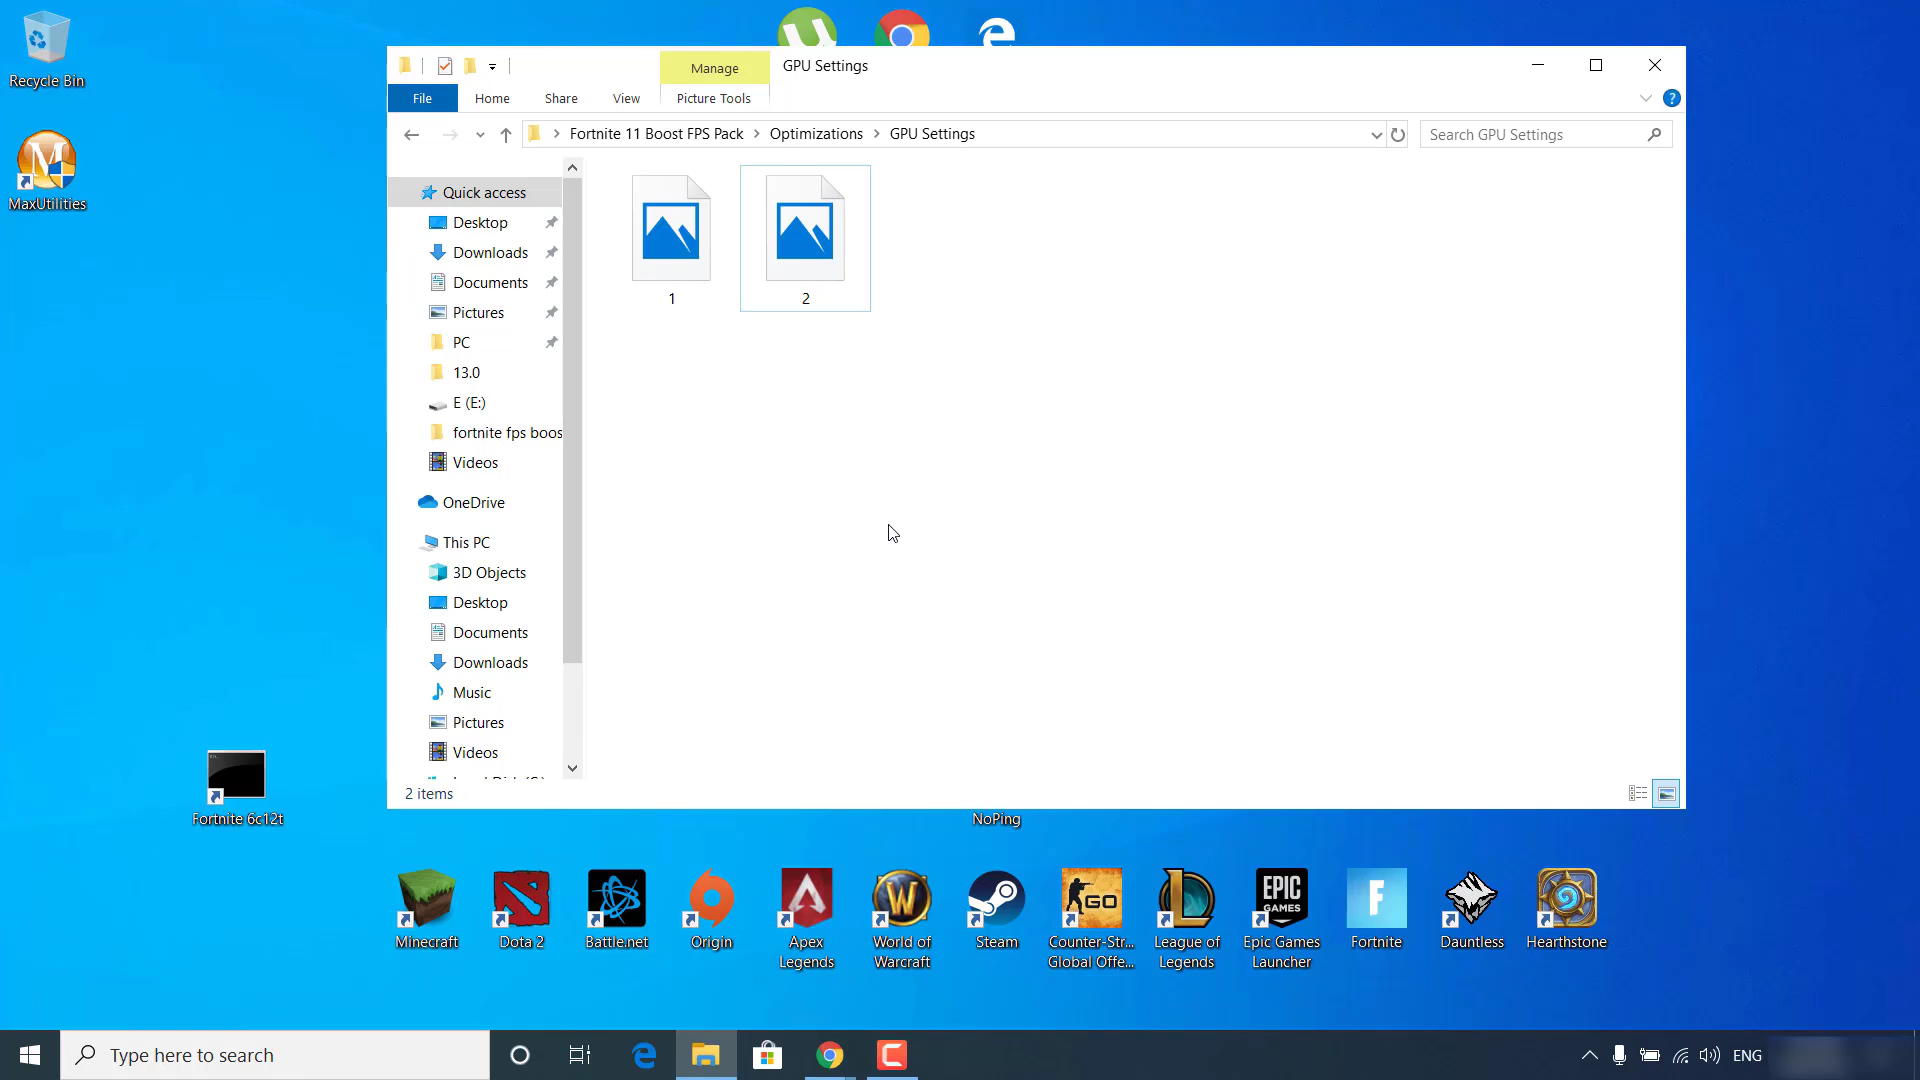 Recycle Bin
MaxUtilities
Manage
GPU Settings
File
Home
Share
View
Picture Tools
?
Fortnite 11 Boost FPS Pack
Optimizations
GPU Settings
Search GPU Settings
Quick access
Desktop
Downloads
Documents
Pictures
PC
13.0
E (E:)
fortnite fps boos
Videos
OneDrive
This PC
3D Objects
Desktop
Documents
Downloads
Music
Pictures
Videos
1
2
2 items
Fortnite 6c12t
NoPing
Minecraft
Dota 2
Battle.net
Origin
Apex
Legends
World of
Warcraft
Steam
GO
Counter-Str...
Global Offe...
League of
Legends
EPIC
GAMES
Epic Games
Launcher
F
Fortnite
Dauntless
Hearthstone
Type here to search
ENG